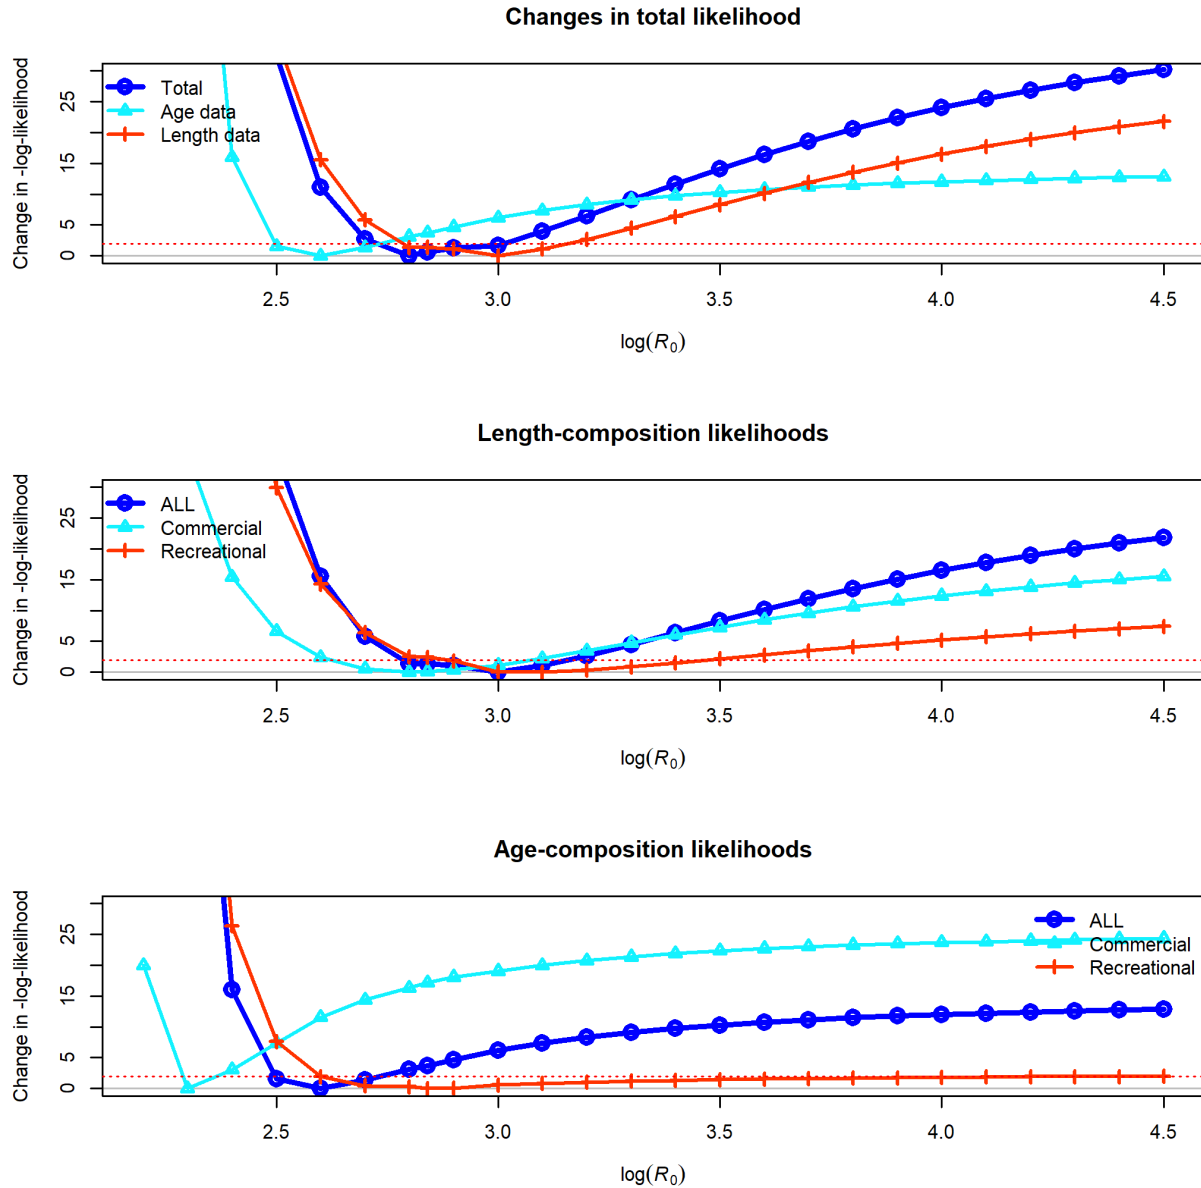 Changes in total likelihood
Change in -log-likelihood
25
15
5
0
Total
Age data
Length data
2.5 3.0 3.5 4.0 4.5
log(R₀)
Length-composition likelihoods
Change in -log-likelihood
25
15
5
0
ALL
Commercial
Recreational
2.5 3.0 3.5 4.0 4.5
log(R₀)
Age-composition likelihoods
Change in -log-likelihood
25
15
5
0
ALL
Commercial
Recreational
2.5 3.0 3.5 4.0 4.5
log(R₀)